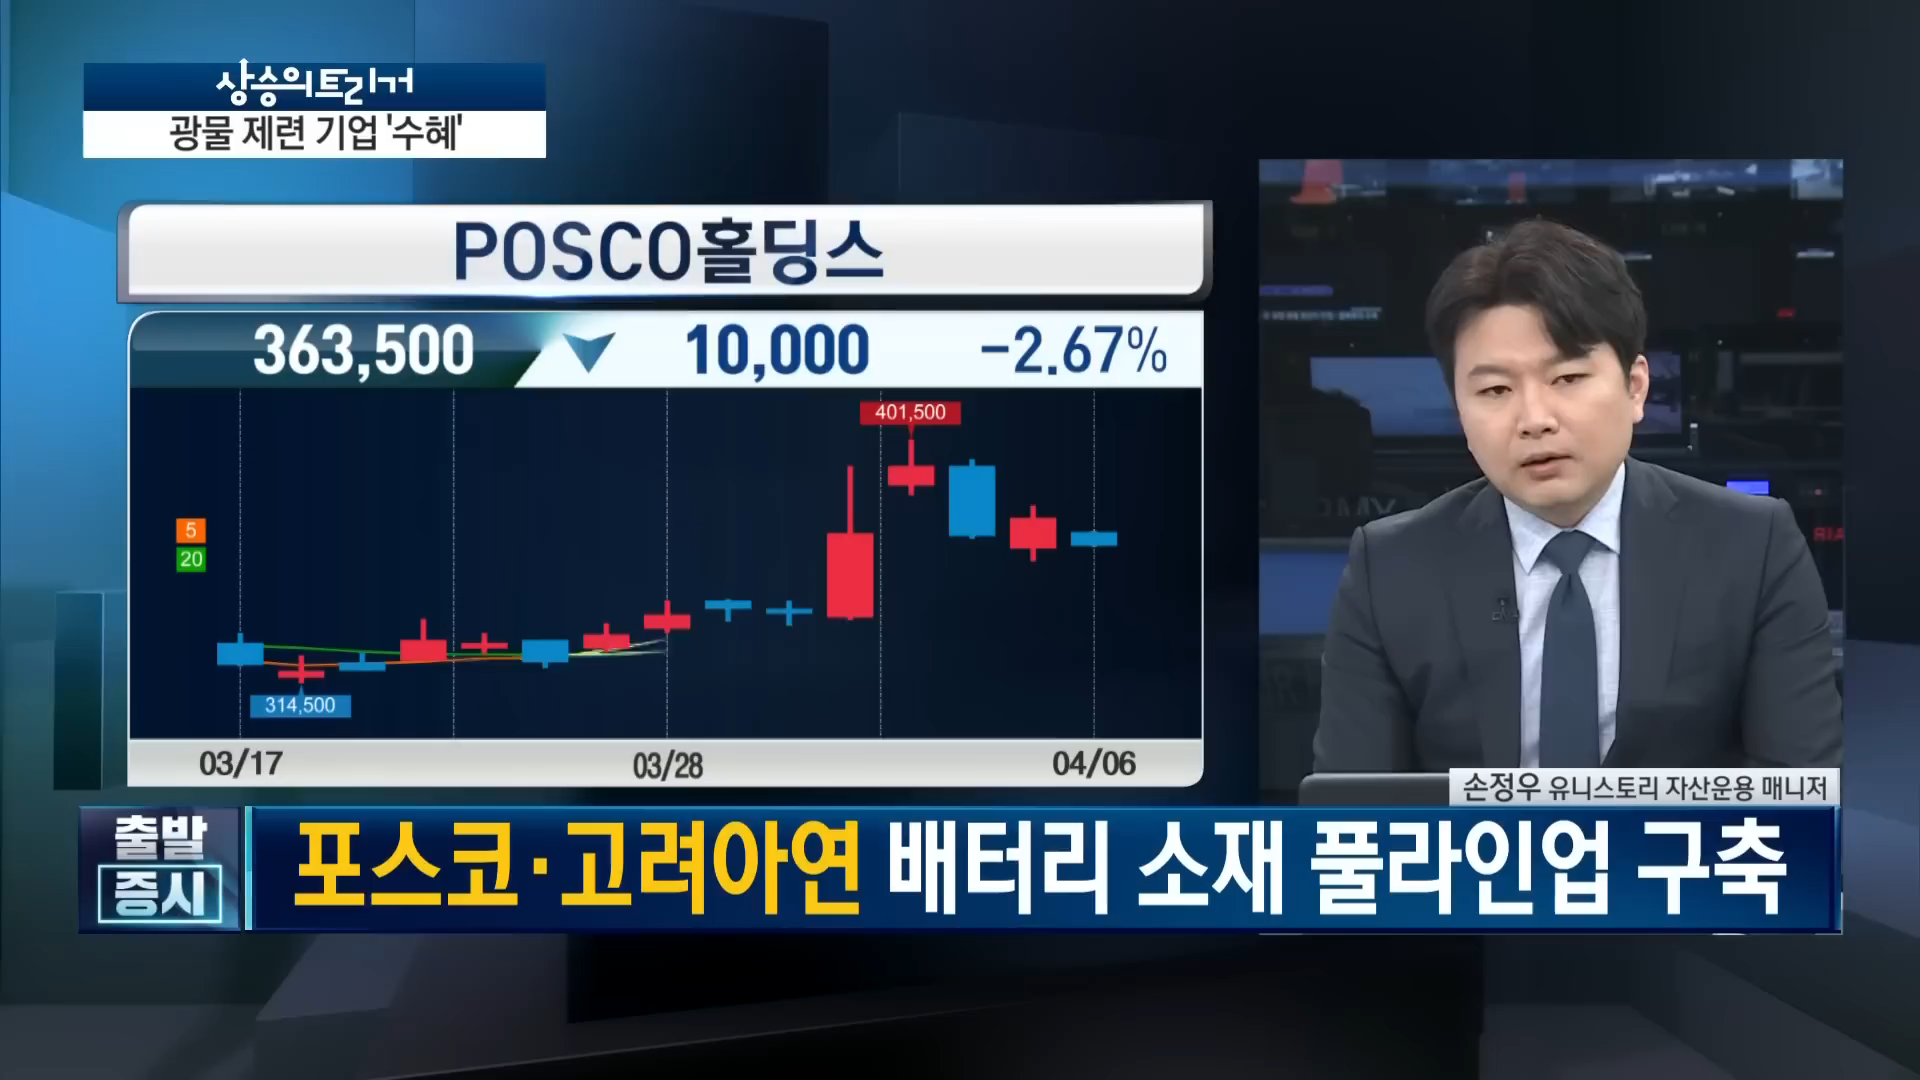 상승의트리거
광물 제련 기업 '수혜'
POSCO홀딩스
363,500 ▼ 10,000 -2.67%
401,500
5
20
314,500
03/17 03/28 04/06
손정우 유니스토리 자산운용 매니저
출발
증시
포스코·고려아연 배터리 소재 풀라인업 구축